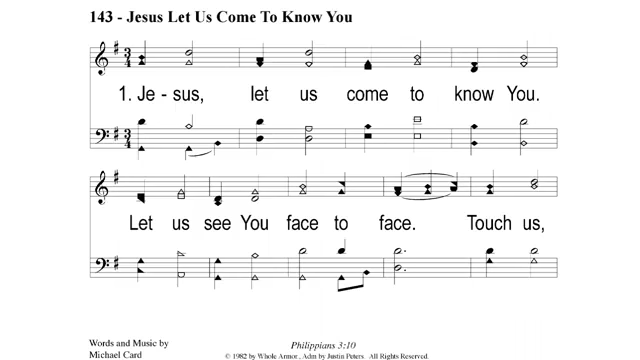 143 - Jesus Let Us Come To Know You
1. Je - sus, let us come to know You.
Let us see You face to face. Touch us,
Words and Music by
Michael Card
Philippians 3:10
© 1982 by Whole Armor., Adm by Justin Peters. All Rights Reserved.